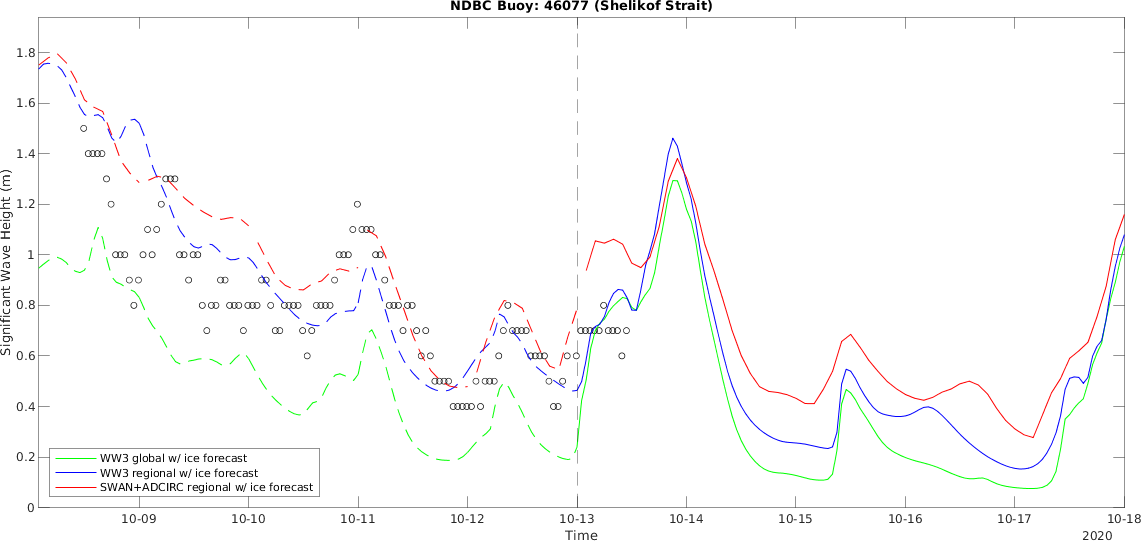 NDBC Buoy: 46077 (Shelikof Strait)
Significant Wave Height (m)
1.8
1.6
1.4
1.2
1
0.8
0.6
0.4
0.2
0
WW3 global w/ ice forecast
WW3 regional w/ ice forecast
SWAN+ADCIRC regional w/ ice forecast
10-09 10-10 10-11 10-12 10-13 10-14 10-15 10-16 10-17 10-18
Time
2020